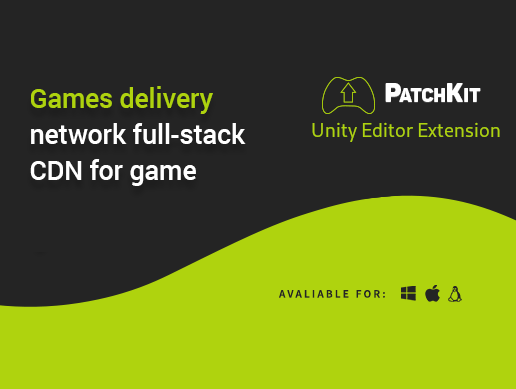 Games delivery
network full-stack
CDN for game
PATCHKIT
Unity Editor Extension
AVALIABLE FOR: